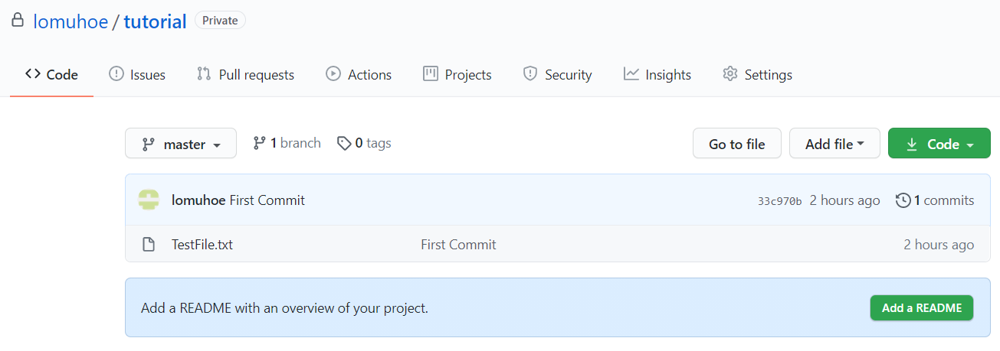 lomuhoe / tutorial Private
Code Issues Pull requests Actions Projects Security Insights Settings
master 1 branch 0 tags Go to file Add file Code
lomuhoe First Commit 33c970b 2 hours ago 1 commits
TestFile.txt First Commit 2 hours ago
Add a README with an overview of your project. Add a README